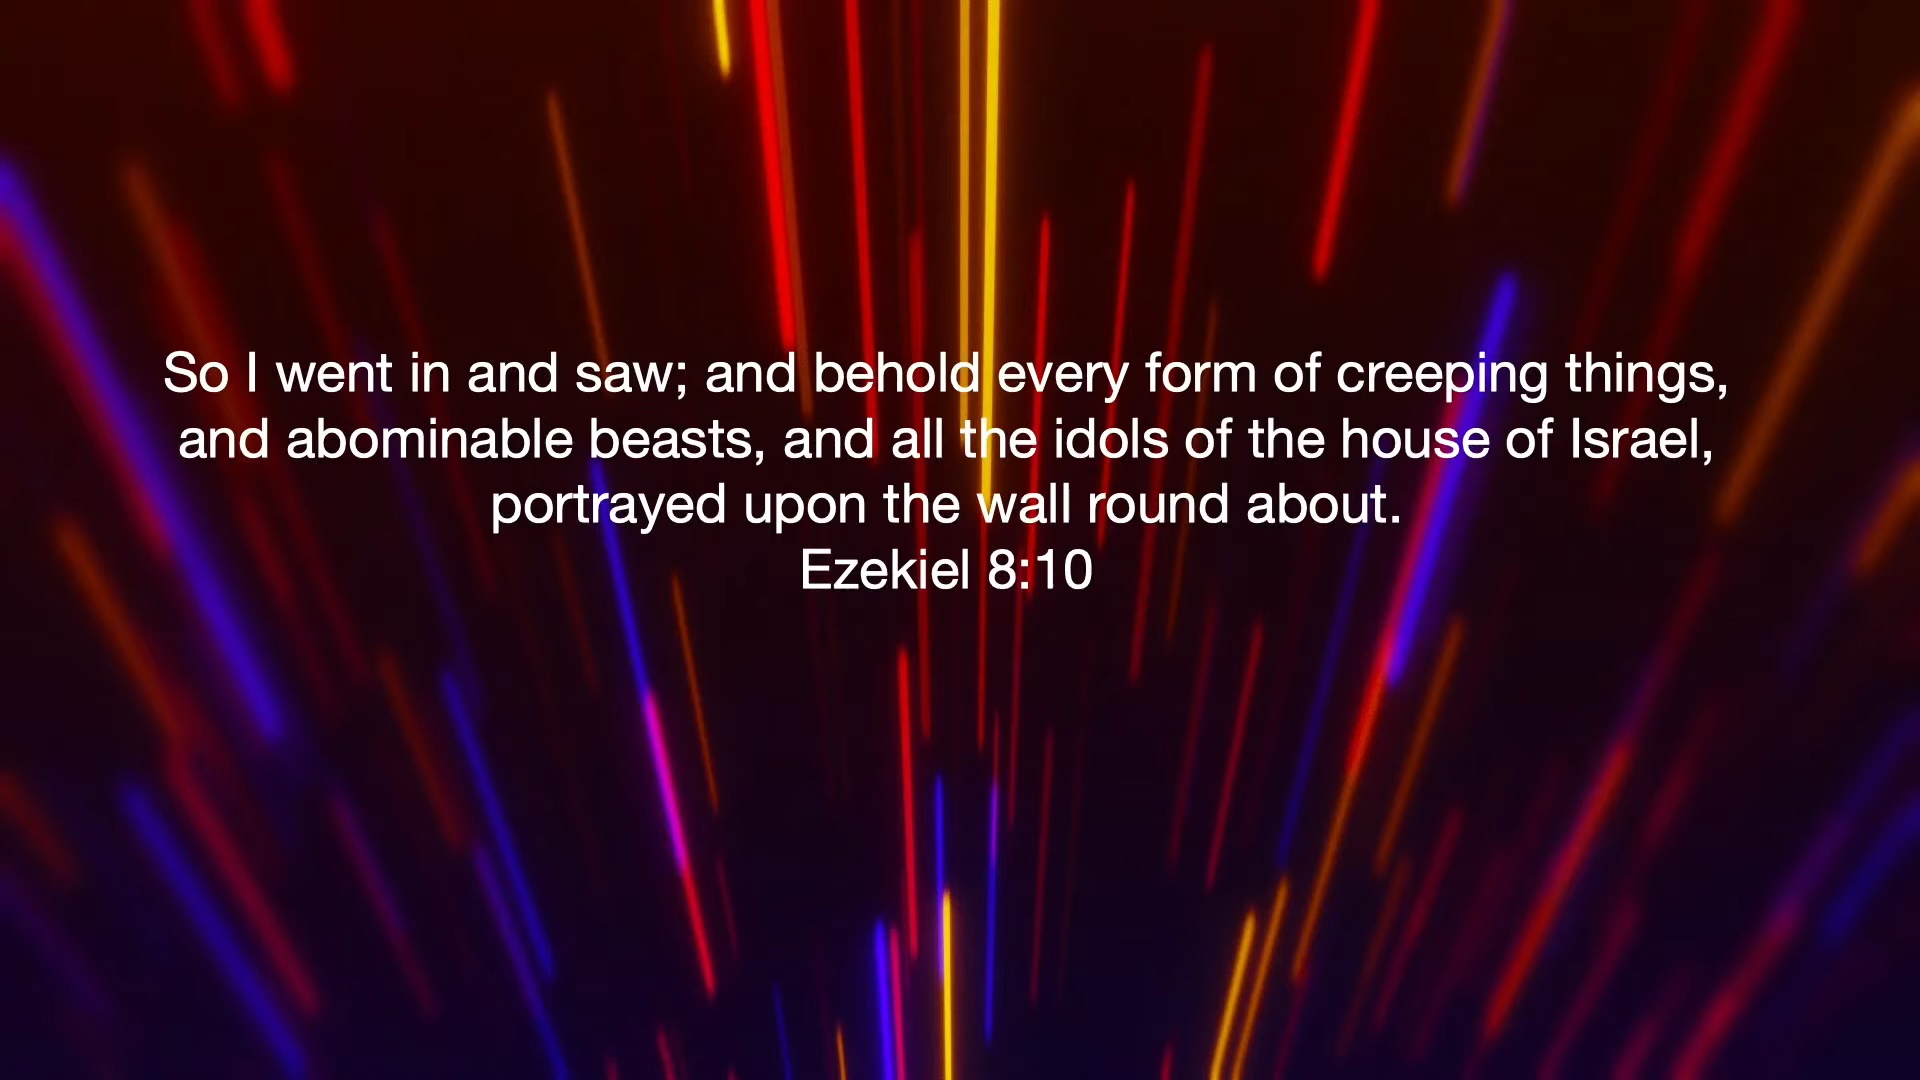 So I went in and saw; and behold every form of creeping things,
and abominable beasts, and all the idols of the house of Israel,
portrayed upon the wall round about.
Ezekiel 8:10